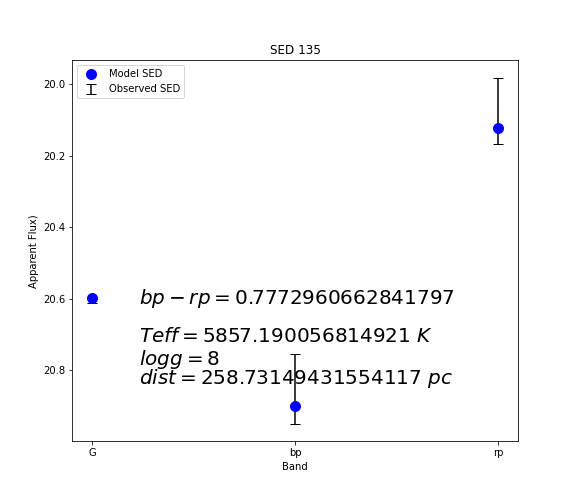 SED 135
Model SED
Observed SED
20.0
20.2
20.4
20.6
20.8
Apparent Flux)
bp − rp = 0.7772960662841797
Teff = 5857.190056814921 K
logg = 8
dist = 258.73149431554117 pc
G
bp
rp
Band